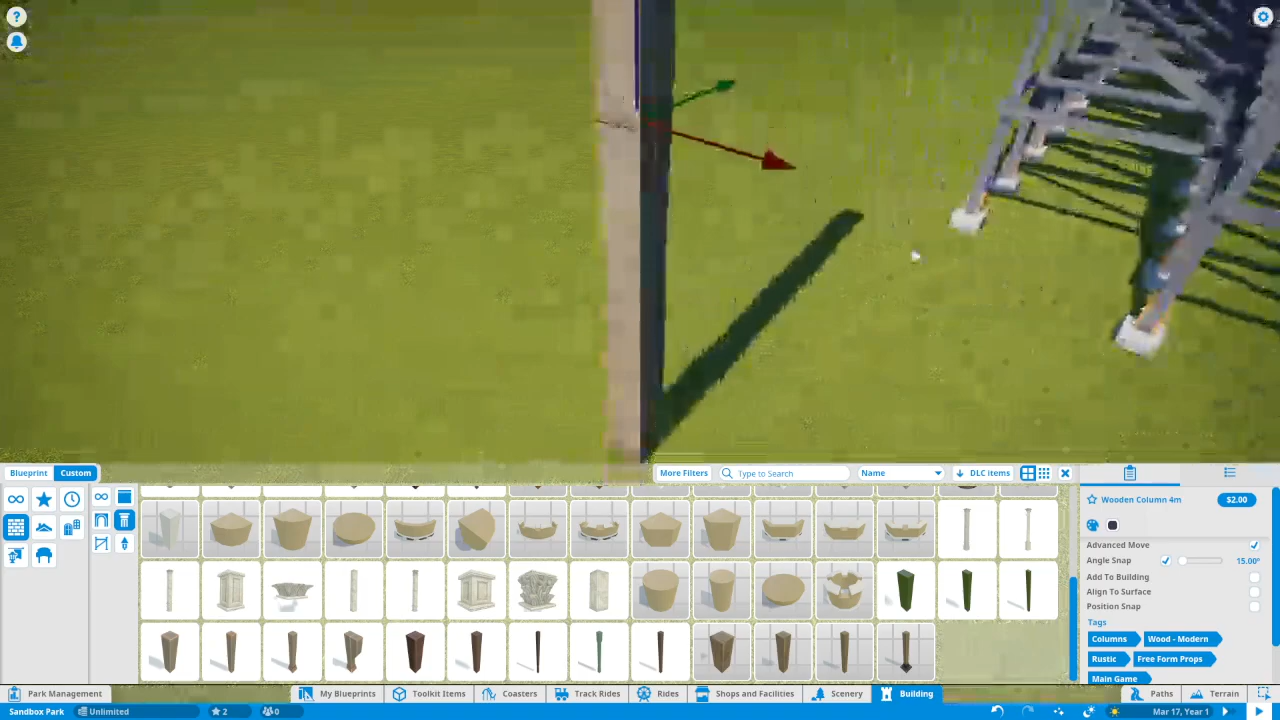 ?
Blueprint Custom More Filters Type to Search Name DLC items
Wooden Column 4m $2.00
Advanced Move
Angle Snap 15.00°
Add To Building
Align To Surface
Position Snap
Tags
Columns Wood - Modern
Rustic Free Form Props
Main Game
Park Management My Blueprints Toolkit Items Coasters Track Rides Rides Shops and Facilities Scenery Building Paths Terrain
Sandbox Park Unlimited 2 0 Mar 17, Year 1